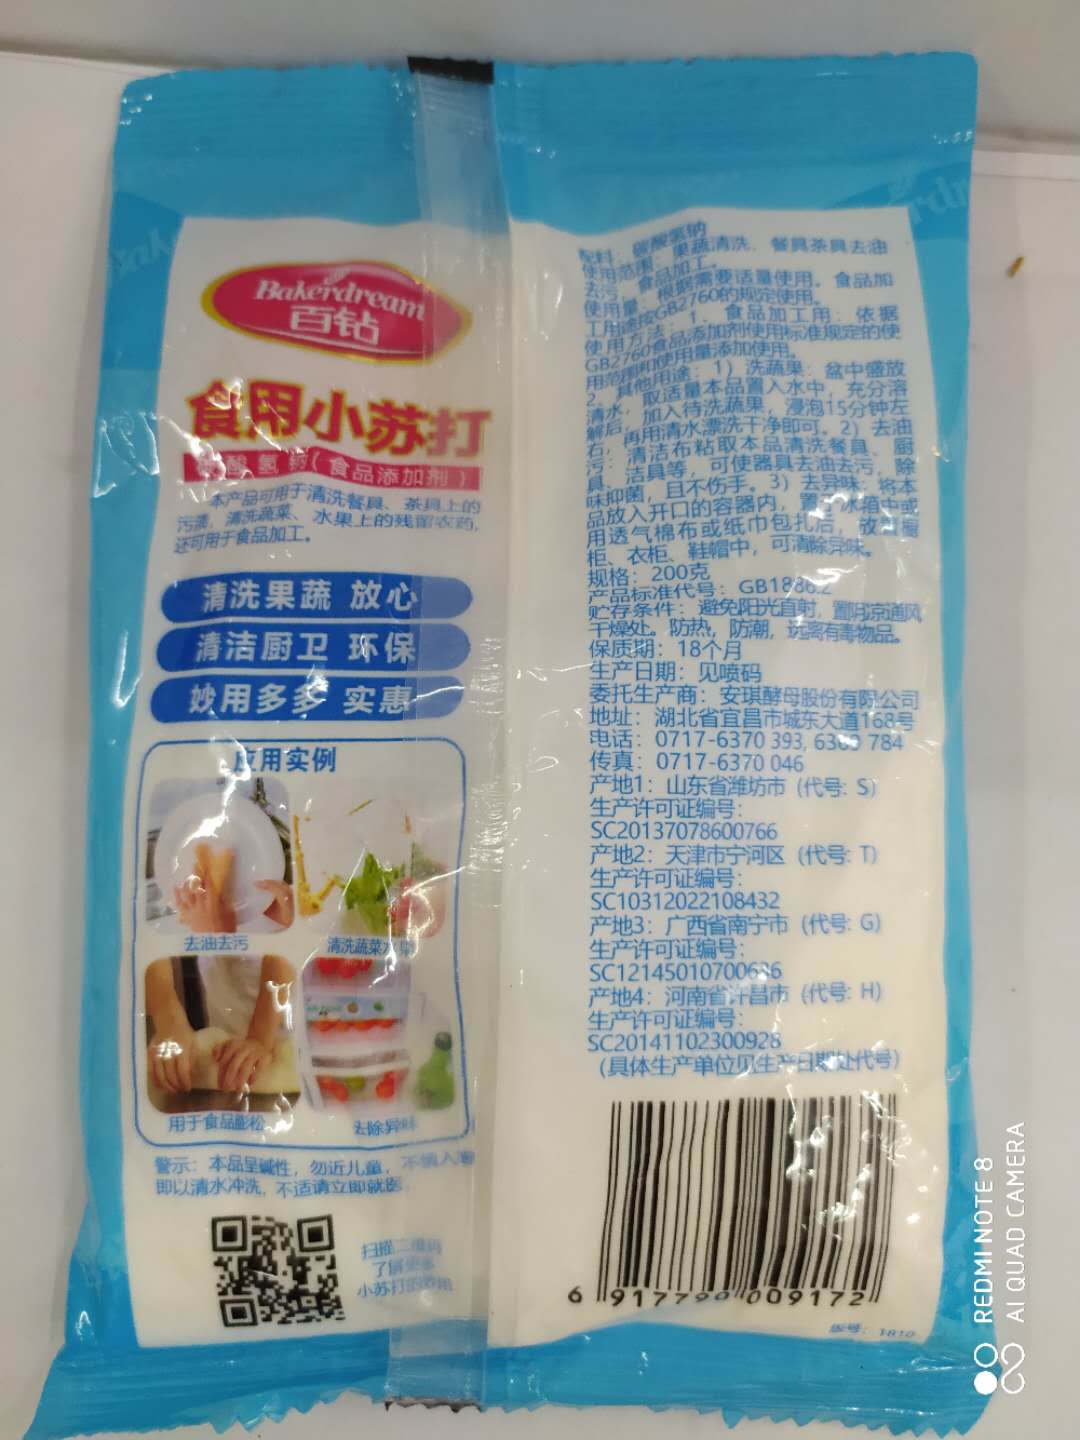 Bakerdream
百钻
食用小苏打
碳酸氢钠（食品添加剂）
本产品可用于清洗餐具、茶具上的
污渍，清洗蔬菜、水果上的残留农药，
还可用于食品加工。
清洗果蔬 放心
清洁厨卫 环保
妙用多多 实惠
应用实例
去油去污
清洗蔬菜水
用于食品膨松
去除异味
警示：本品呈碱性，勿近儿童，不慎入
即以清水冲洗，不适请立即就医
扫描二维码
了解更多
小苏打的妙用
配料：碳酸氢钠
使用范围：果蔬清洗、餐具茶具去油
去污、食品加工。
使用量：根据需要适量使用。食品加
工用途按GB2760的规定使用。
使用方法：1、食品加工用：依据
GB2760食品添加剂使用标准规定的使
用范围和使用量添加使用。
2、其他用途：1）洗蔬果：盆中盛放
清水，取适量本品置入水中，充分溶
解后，加入待洗蔬果，浸泡15分钟左
右，再用清水漂洗干净即可。2）去油
污：清洁布粘取本品清洗餐具、厨
具、洁具等，可使器具去油去污，除
味抑菌，且不伤手。3）去异味：将本
品放入开口的容器内，置于冰箱中或
用透气棉布或纸巾包扎后，放置橱
柜、衣柜、鞋帽中，可清除异味。
规格：200克
产品标准代号：GB1886.2
贮存条件：避免阳光直射，置阴凉通风
干燥处。防热，防潮，远离有毒物品。
保质期：18个月
生产日期：见喷码
委托生产商：安琪酵母股份有限公司
地址：湖北省宜昌市城东大道168号
电话：0717-6370 393, 784
传真：0717-6370 046
产地1：山东省潍坊市（代号：S）
生产许可证编号：
SC20137078600766
产地2：天津市宁河区（代号：T）
生产许可证编号：
SC10312022108432
产地3：广西省南宁市（代号：G）
生产许可证编号：
SC12145010700636
产地4：河南省许昌市（代号：H）
生产许可证编号：
SC20141102300928
（具体生产单位见生产日期处代号）
6 917790 009172
版号：1810
REDMI NOTE 8
AI QUAD CAMERA